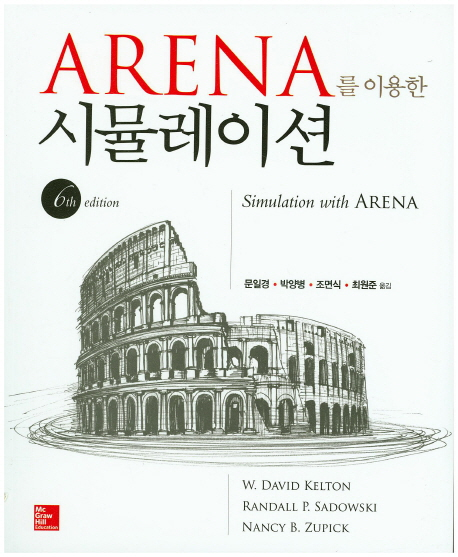 ARENA를 이용한
시뮬레이션
6th edition
Simulation with ARENA
문일경 • 박양병 • 조면식 • 최원준 옮김
W. DAVID KELTON
RANDALL P. SADOWSKI
NANCY B. ZUPICK
Mc
Graw
Hill
Education